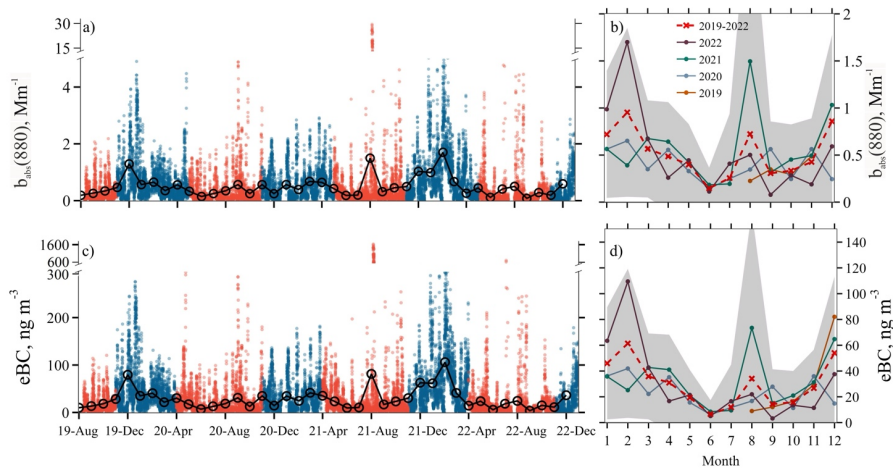 a)
30
15
4
2
0
b_abs(880), Mm^-1
b)
2019-2022
2022
2021
2020
2019
2
1.5
1
0.5
0
b_abs(880), Mm^-1
c)
1600
600
300
200
100
0
eBC, ng m^-3
19-Aug 19-Dec 20-Apr 20-Aug 20-Dec 21-Apr 21-Aug 21-Dec 22-Apr 22-Aug 22-Dec
d)
140
120
100
80
60
40
20
0
eBC, ng m^-3
1 2 3 4 5 6 7 8 9 10 11 12
Month